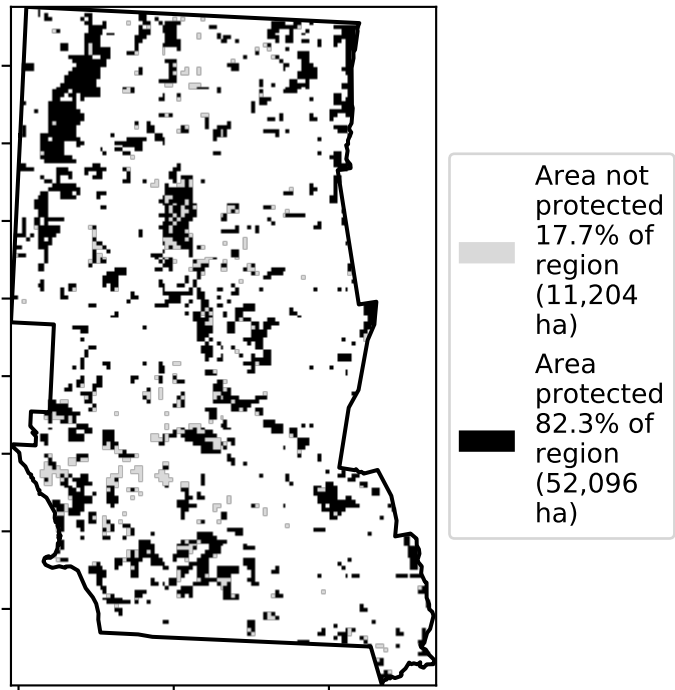 Area not
protected
17.7% of
region
(11,204
ha)
Area
protected
82.3% of
region
(52,096
ha)